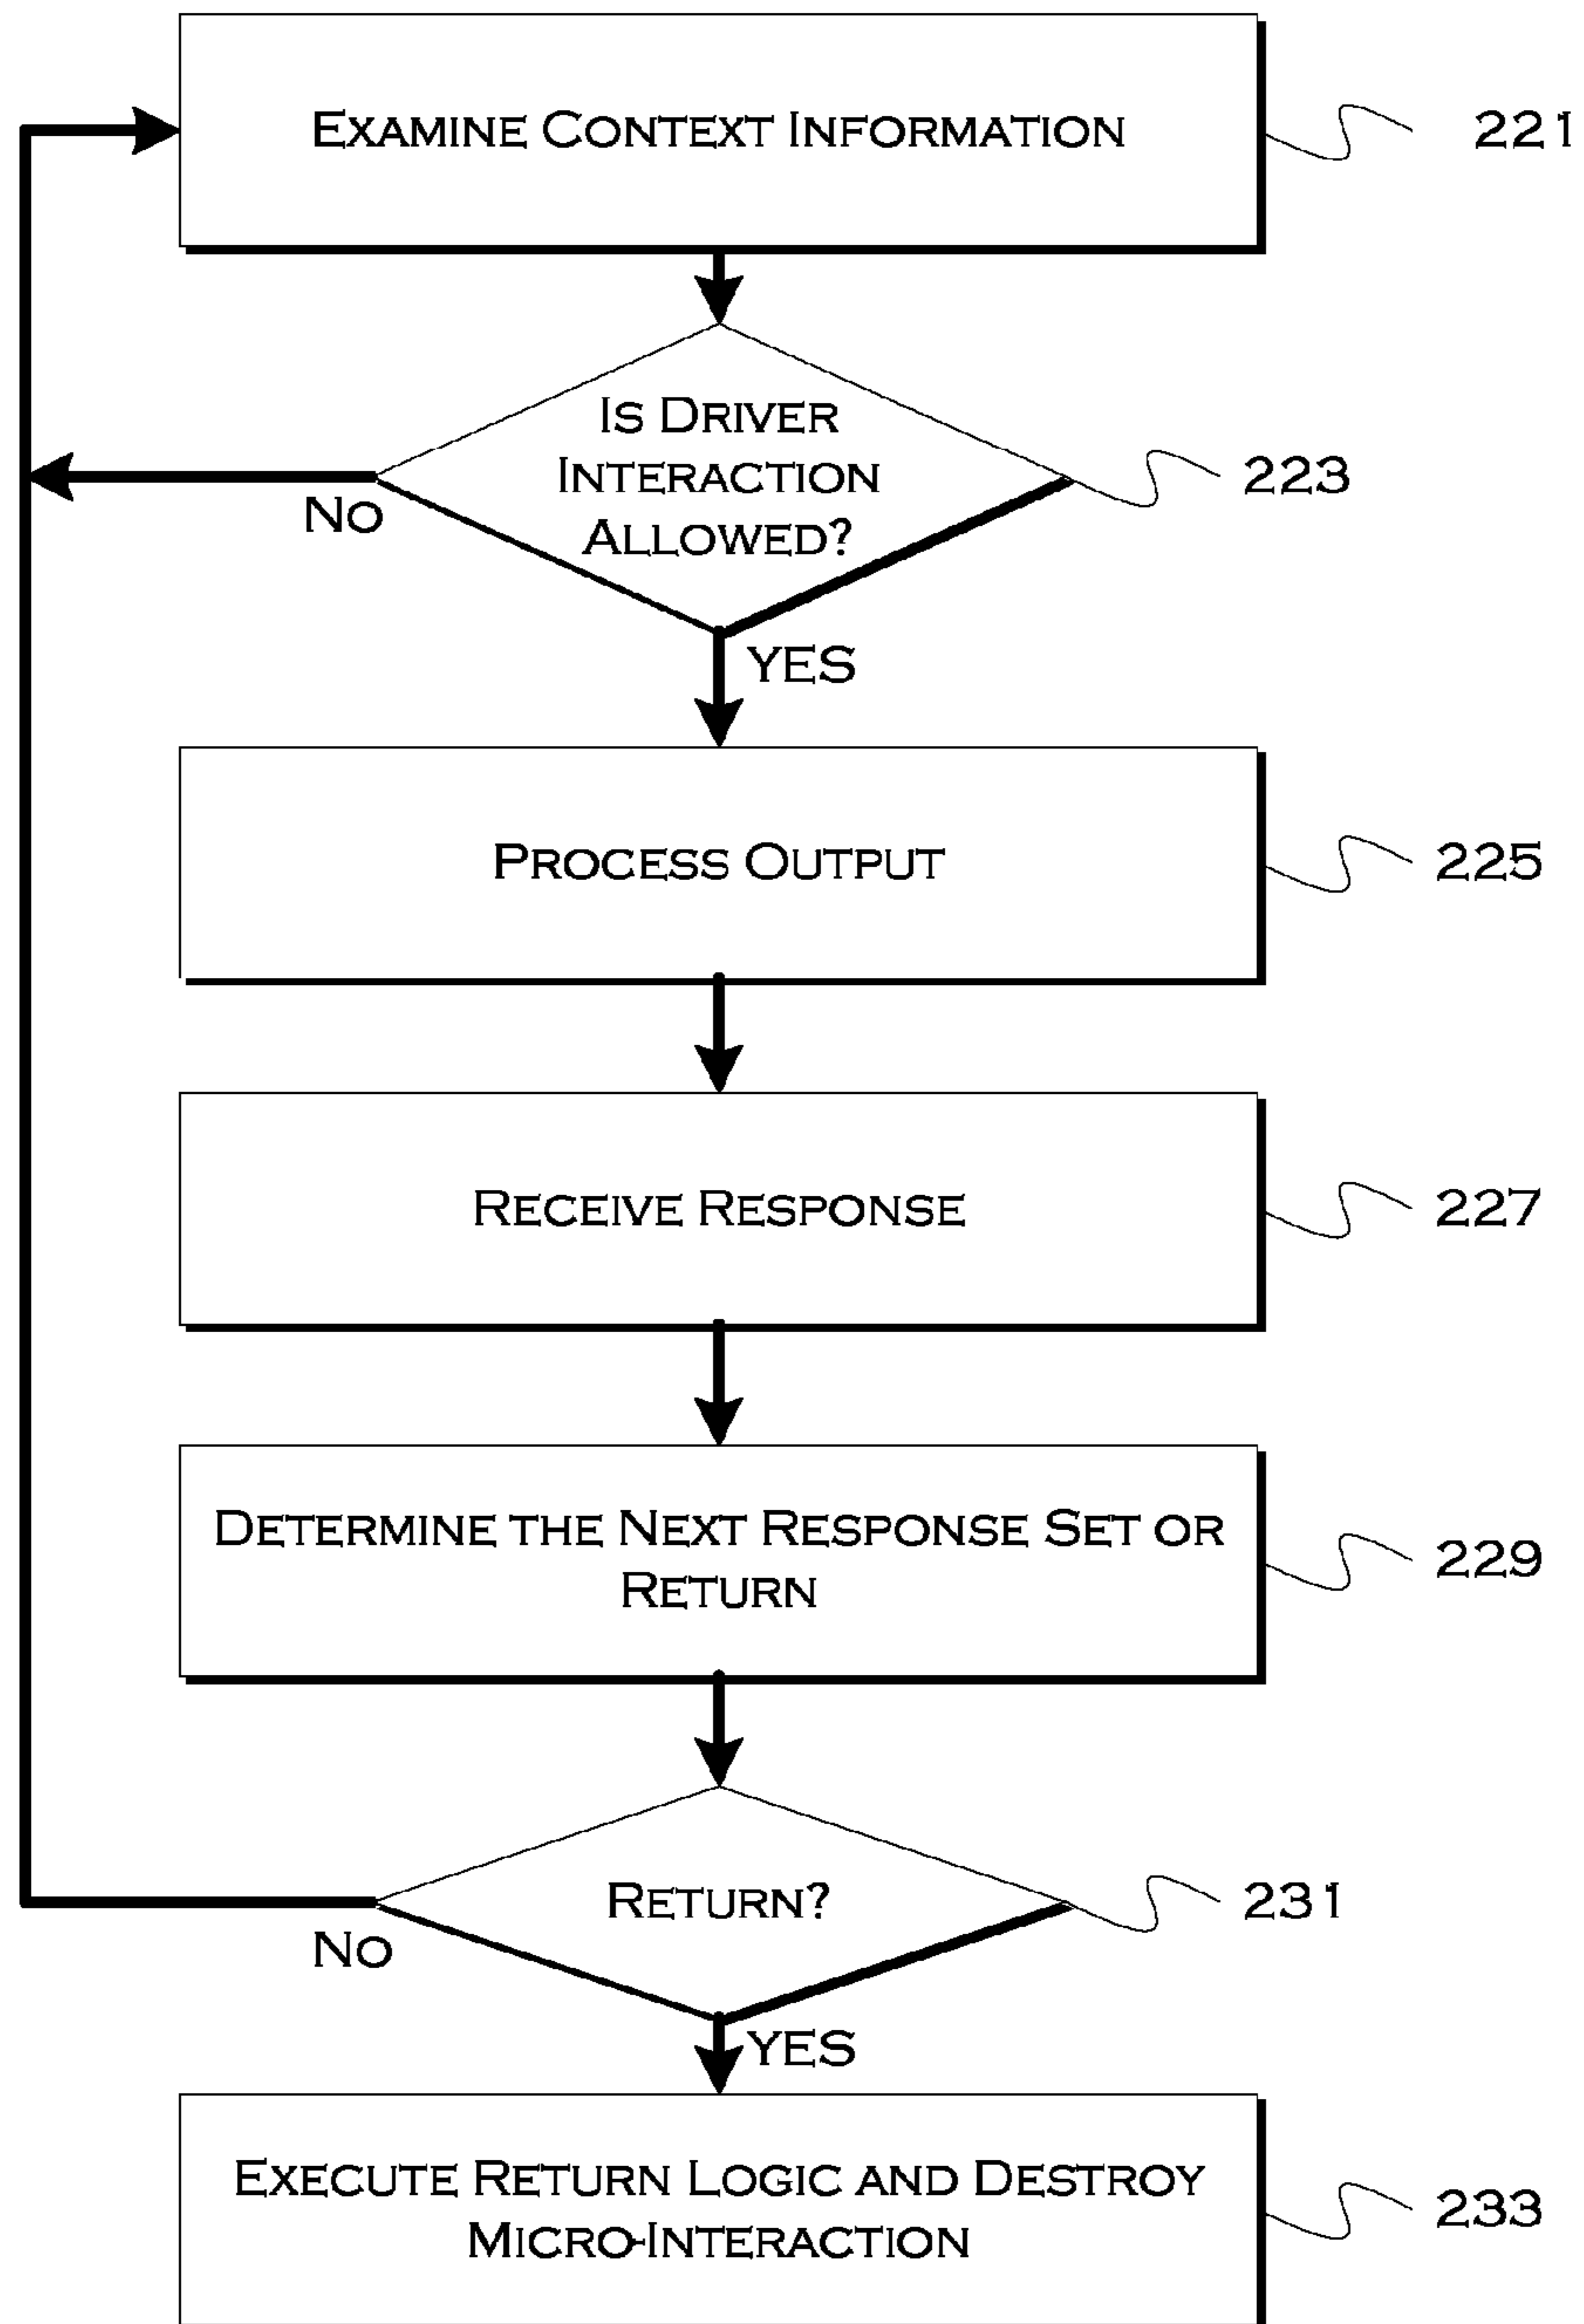 Examine Context Information
221
Is Driver
Interaction
Allowed?
223
No
YES
Process Output
225
Receive Response
227
Determine the Next Response Set or
Return
229
Return?
231
No
YES
Execute Return Logic and Destroy
Micro-Interaction
233